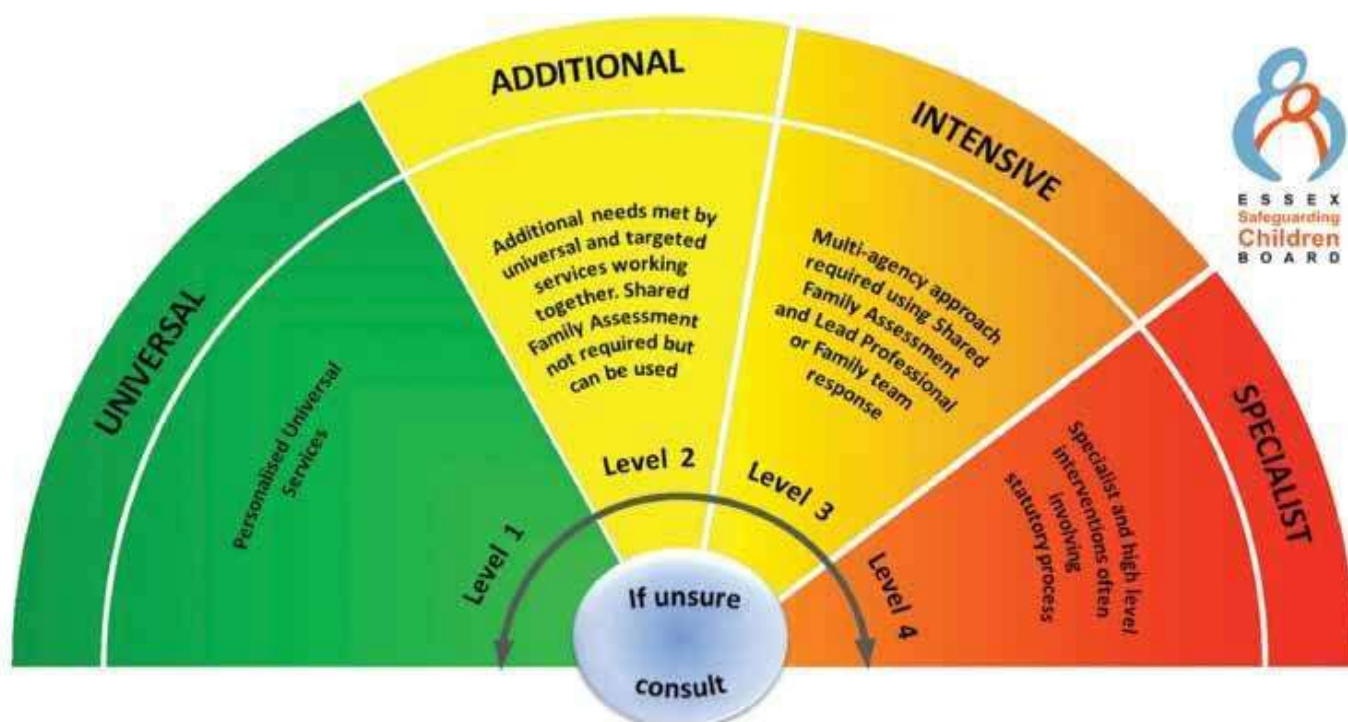 UNIVERSAL
Personalised Universal
Services
Level 1
ADDITIONAL
Additional needs met by
universal and targeted
services working
together. Shared
Family Assessment
not required but
can be used
Level 2
INTENSIVE
Multi-agency approach
required using Shared
Family Assessment
and Lead Professional
or Family team
response
Level 3
SPECIALIST
Specialist and high level
interventions often
involving
statutory process
Level 4
If unsure
consult
ESSEX
Safeguarding
Children
BOARD